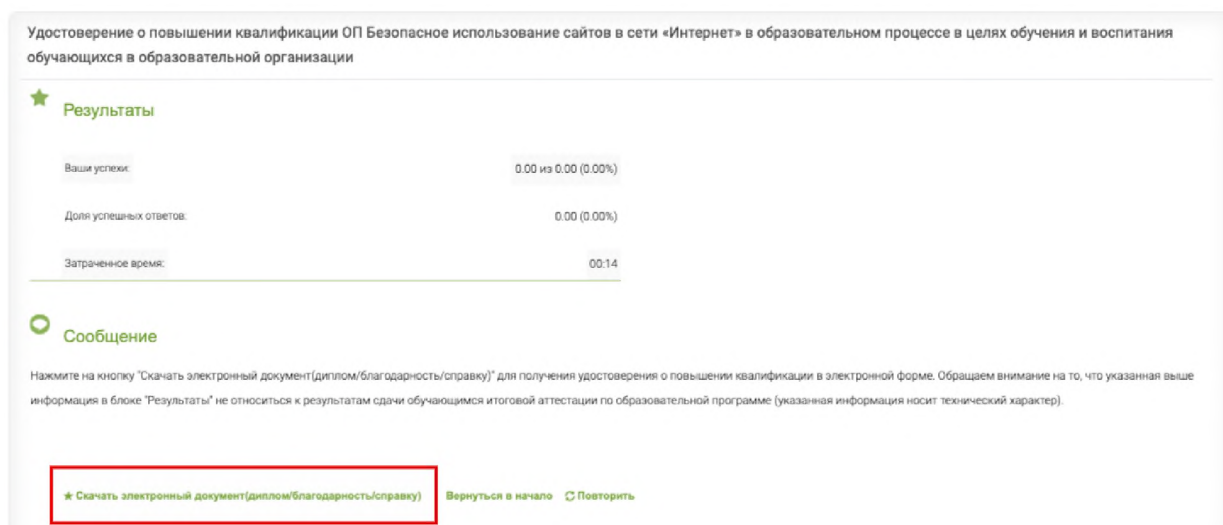 Удостоверение о повышении квалификации ОП Безопасное использование сайтов в сети «Интернет» в образовательном процессе в целях обучения и воспитания
обучающихся в образовательной организации
Результаты
Ваши успехи: 0.00 из 0.00 (0.00%)
Доля успешных ответов: 0.00 (0.00%)
Затраченное время: 00:14
Сообщение
Нажмите на кнопку "Скачать электронный документ(диплом/благодарность/справку)" для получения удостоверения о повышении квалификации в электронной форме. Обращаем внимание на то, что указанная выше
информация в блоке "Результаты" не относиться к результатам сдачи обучающимся итоговой аттестации по образовательной программе (указанная информация носит технический характер).
Скачать электронный документ(диплом/благодарность/справку) Вернуться в начало Повторить